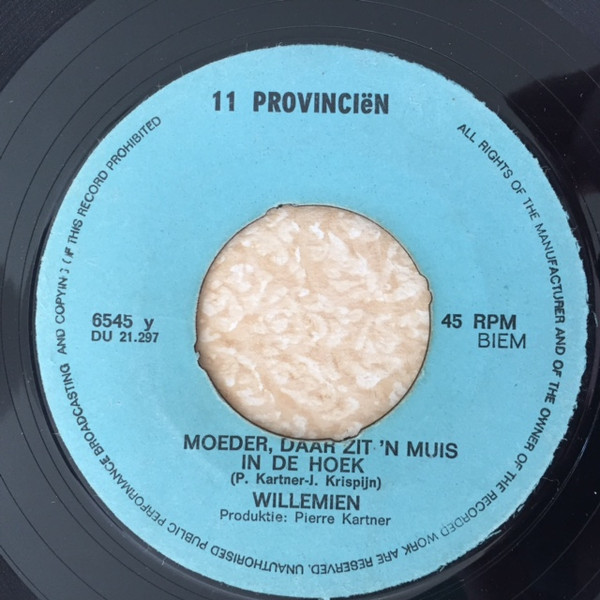 11 PROVINCIëN
ALL RIGHTS OF THE MANUFACTURER AND OF THE OWNER OF THE RECORDED WORK ARE RESERVED. UNAUTHORISED PUBLIC PERFORMANCE BROADCASTING AND COPYING OF THIS RECORD PROHIBITED
6545 y
DU 21.297
45 RPM
BIEM
MOEDER, DAAR ZIT 'N MUIS
IN DE HOEK
(P. Kartner-J. Krispijn)
WILLEMIEN
Produktie: Pierre Kartner